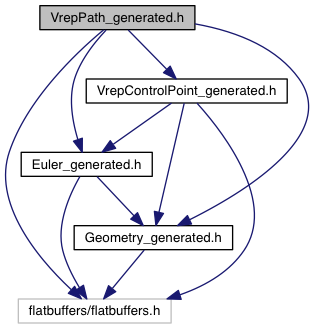 VrepPath_generated.h
VrepControlPoint_generated.h
Euler_generated.h
Geometry_generated.h
flatbuffers/flatbuffers.h